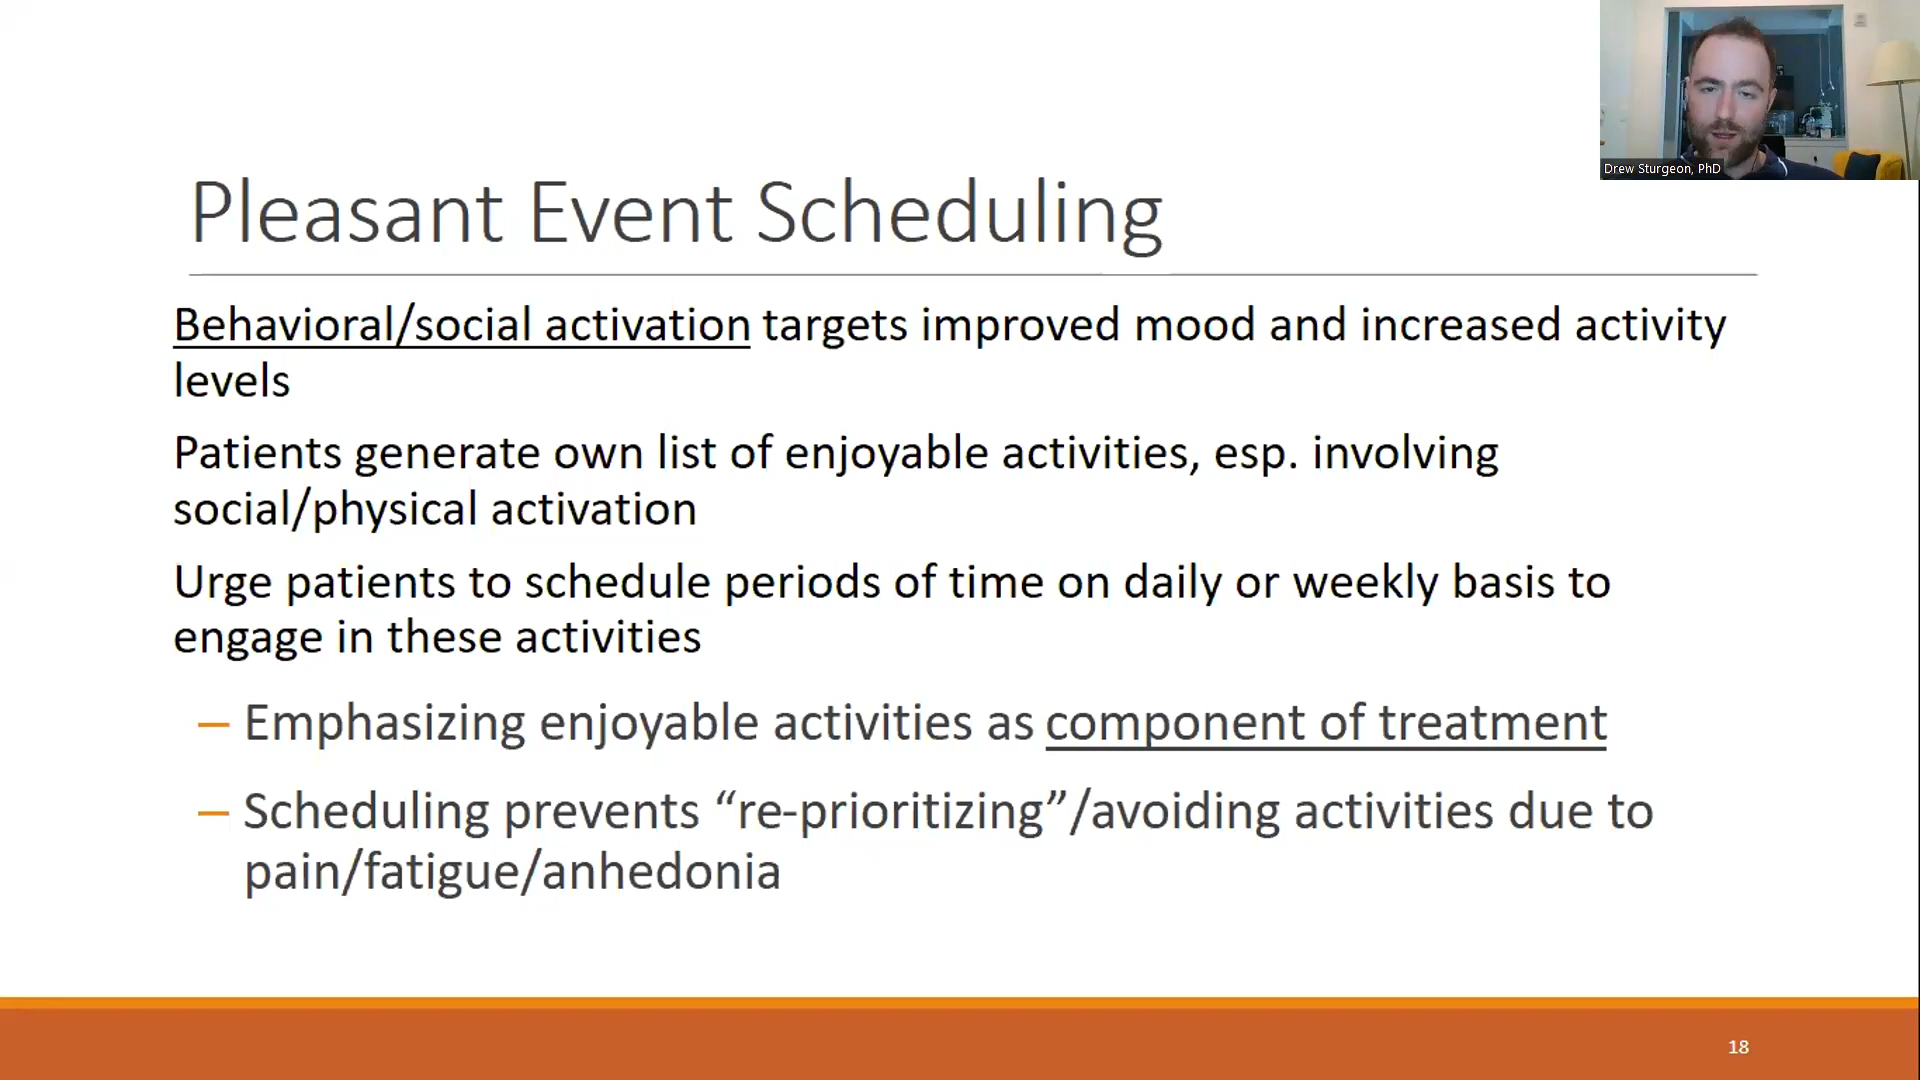 Drew Sturgeon, PhD
Pleasant Event Scheduling
Behavioral/social activation targets improved mood and increased activity
levels
Patients generate own list of enjoyable activities, esp. involving
social/physical activation
Urge patients to schedule periods of time on daily or weekly basis to
engage in these activities
– Emphasizing enjoyable activities as component of treatment
– Scheduling prevents “re-prioritizing”/avoiding activities due to
pain/fatigue/anhedonia
18